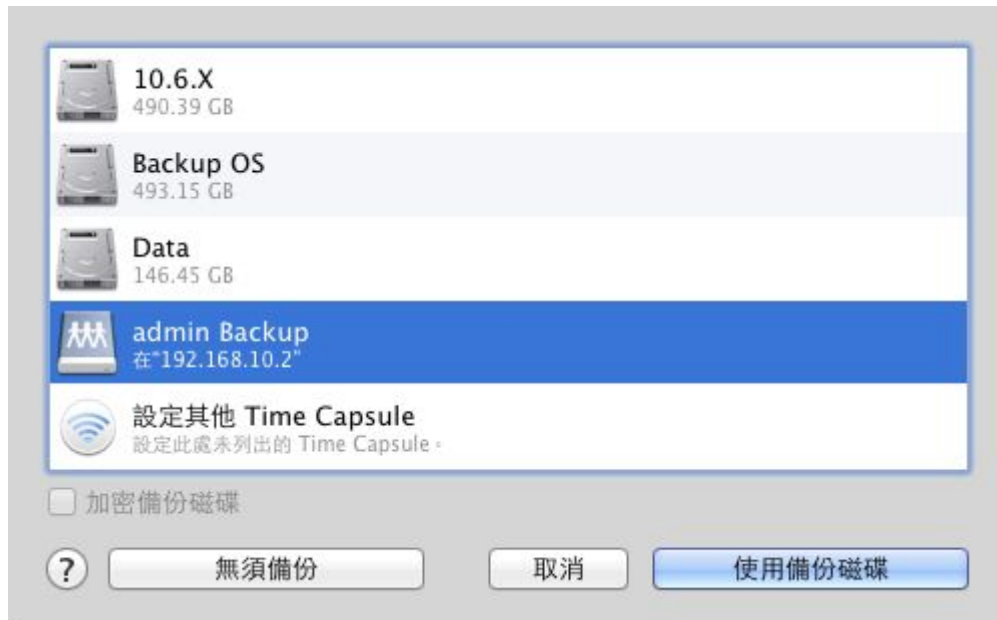 10.6.X
490.39 GB
Backup OS
493.15 GB
Data
146.45 GB
admin Backup
在"192.168.10.2"
設定其他 Time Capsule
設定此處未列出的 Time Capsule。
加密備份磁碟
? 無須備份 取消 使用備份磁碟